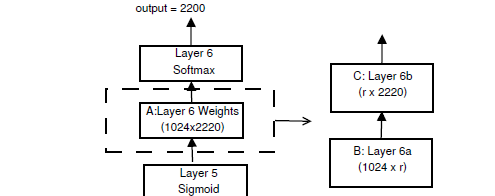 output = 2200
Layer 6
Softmax
A:Layer 6 Weights
(1024x2220)
Layer 5
Sigmoid
C: Layer 6b
(r x 2220)
B: Layer 6a
(1024 x r)